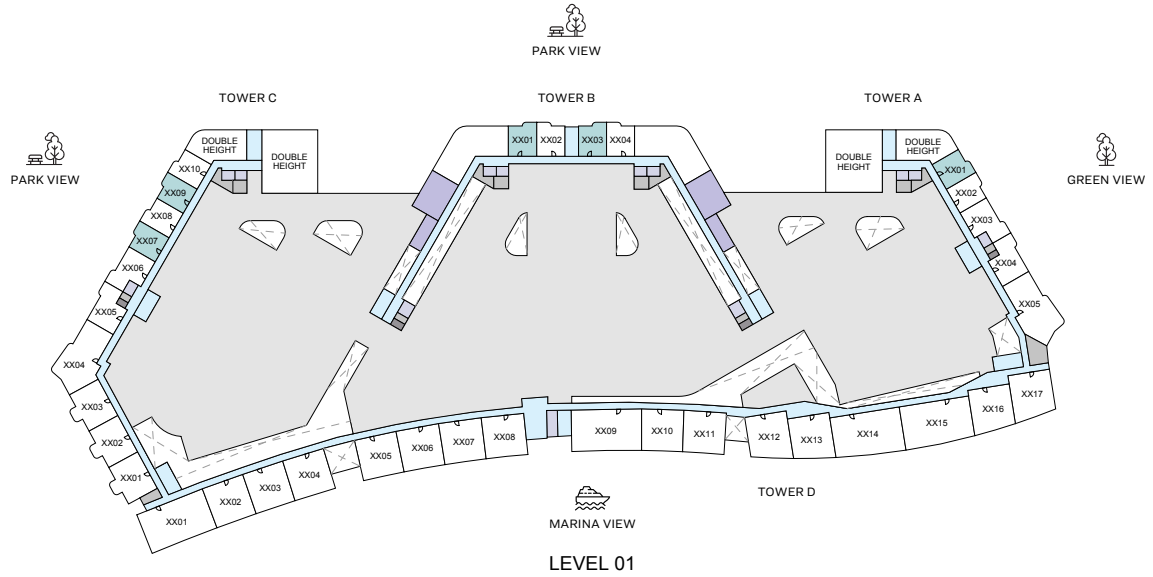 PARK VIEW
TOWER C
TOWER B
TOWER A
PARK VIEW
GREEN VIEW
DOUBLE
HEIGHT
DOUBLE
HEIGHT
XX10
XX09
XX08
XX07
XX06
XX05
XX04
XX03
XX02
XX01
XX01
XX02
XX03
XX04
DOUBLE
HEIGHT
DOUBLE
HEIGHT
XX01
XX02
XX03
XX04
XX05
XX01
XX02
XX03
XX04
XX05
XX06
XX07
XX08
XX09
XX10
XX11
XX12
XX13
XX14
XX15
XX16
XX17
TOWER D
MARINA VIEW
LEVEL 01